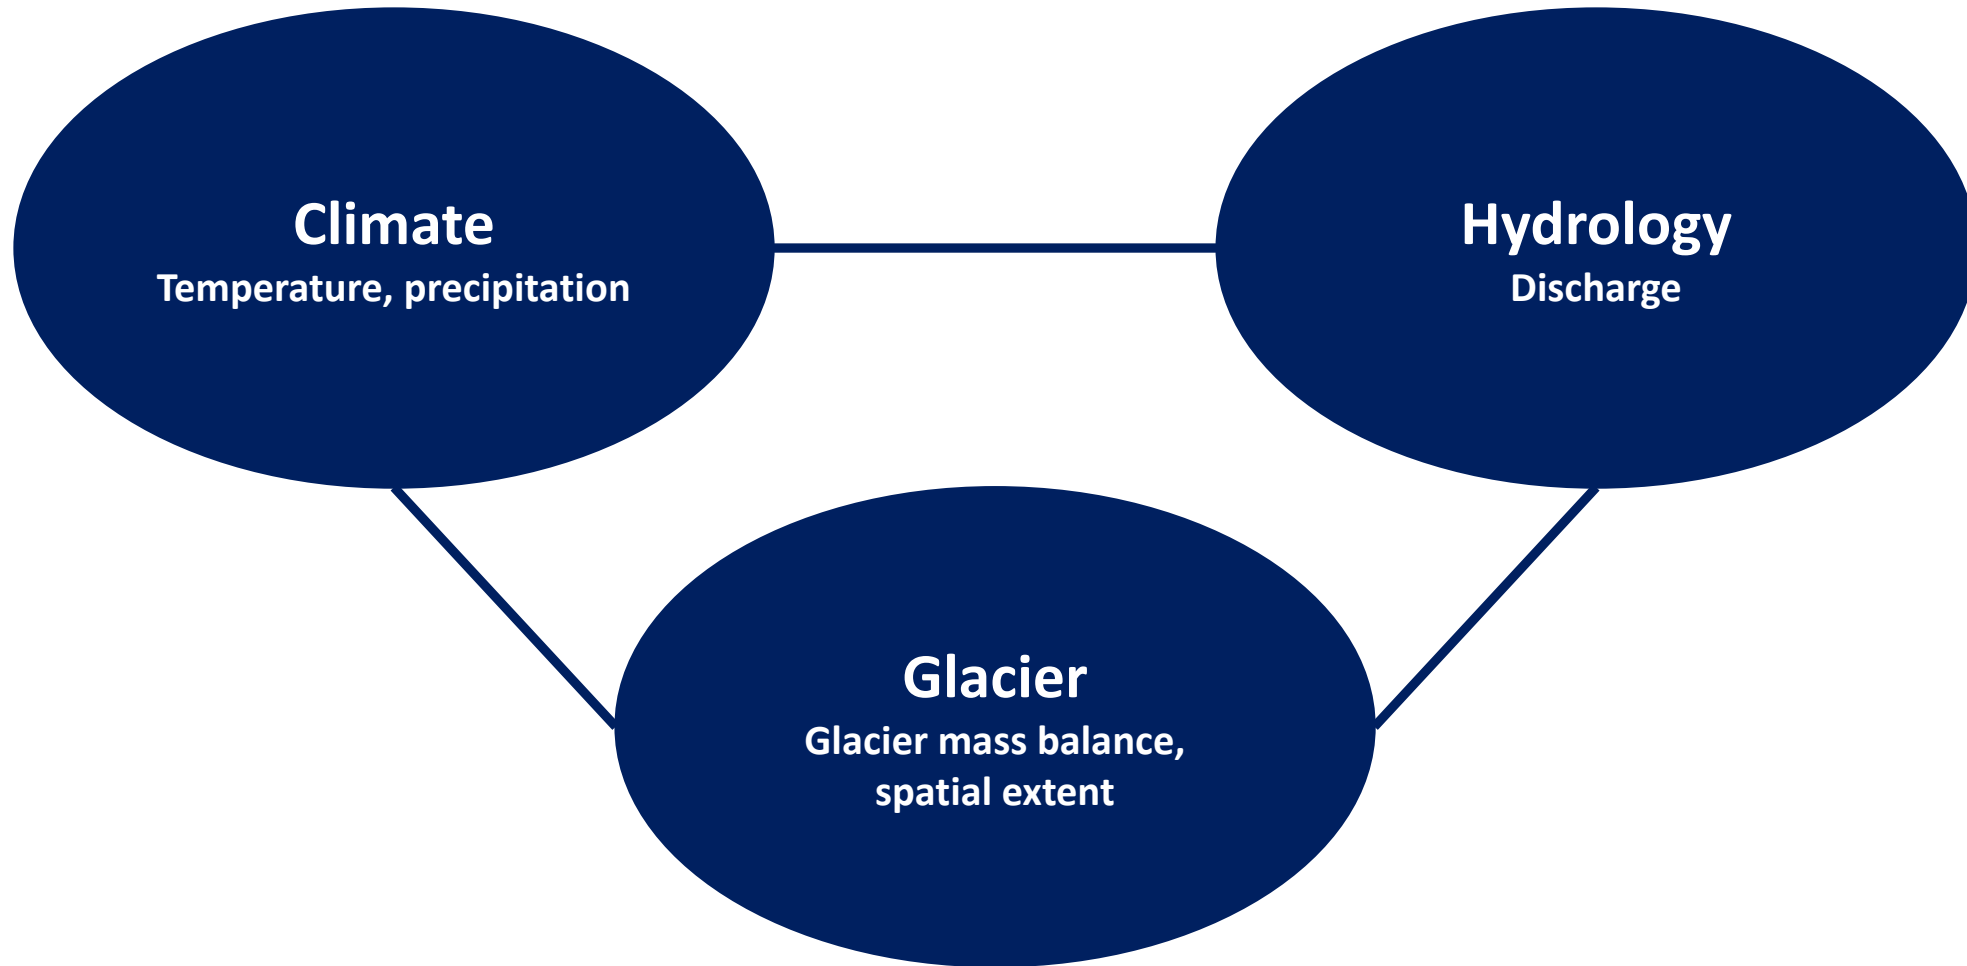 Climate
Temperature, precipitation
Hydrology
Discharge
Glacier
Glacier mass balance,
spatial extent